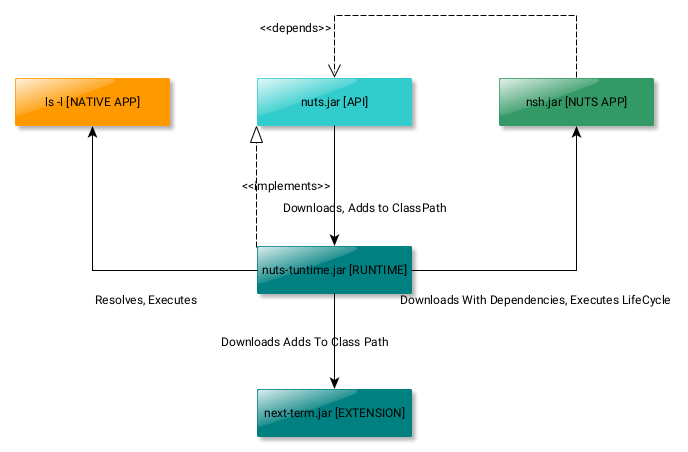 <<depends>>
ls -l [NATIVE APP]
nuts.jar [API]
nsh.jar [NUTS APP]
<<implements>>
Downloads, Adds to ClassPath
nuts-tuntime.jar [RUNTIME]
Resolves, Executes
Downloads With Dependencies, Executes LifeCycle
Downloads Adds To Class Path
next-term.jar [EXTENSION]